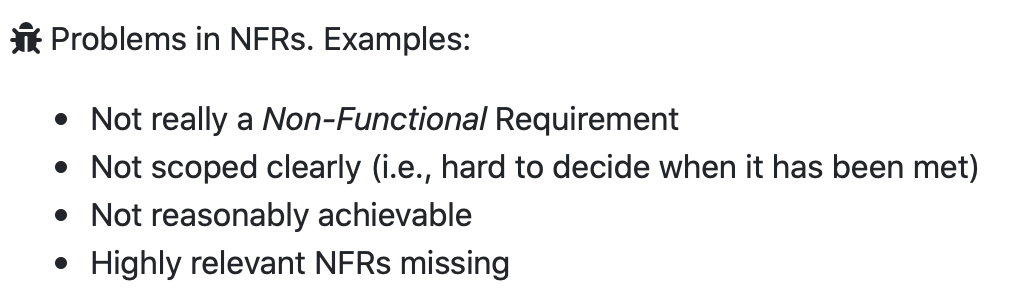 Problems in NFRs. Examples:
• Not really a Non-Functional Requirement
• Not scoped clearly (i.e., hard to decide when it has been met)
• Not reasonably achievable
• Highly relevant NFRs missing